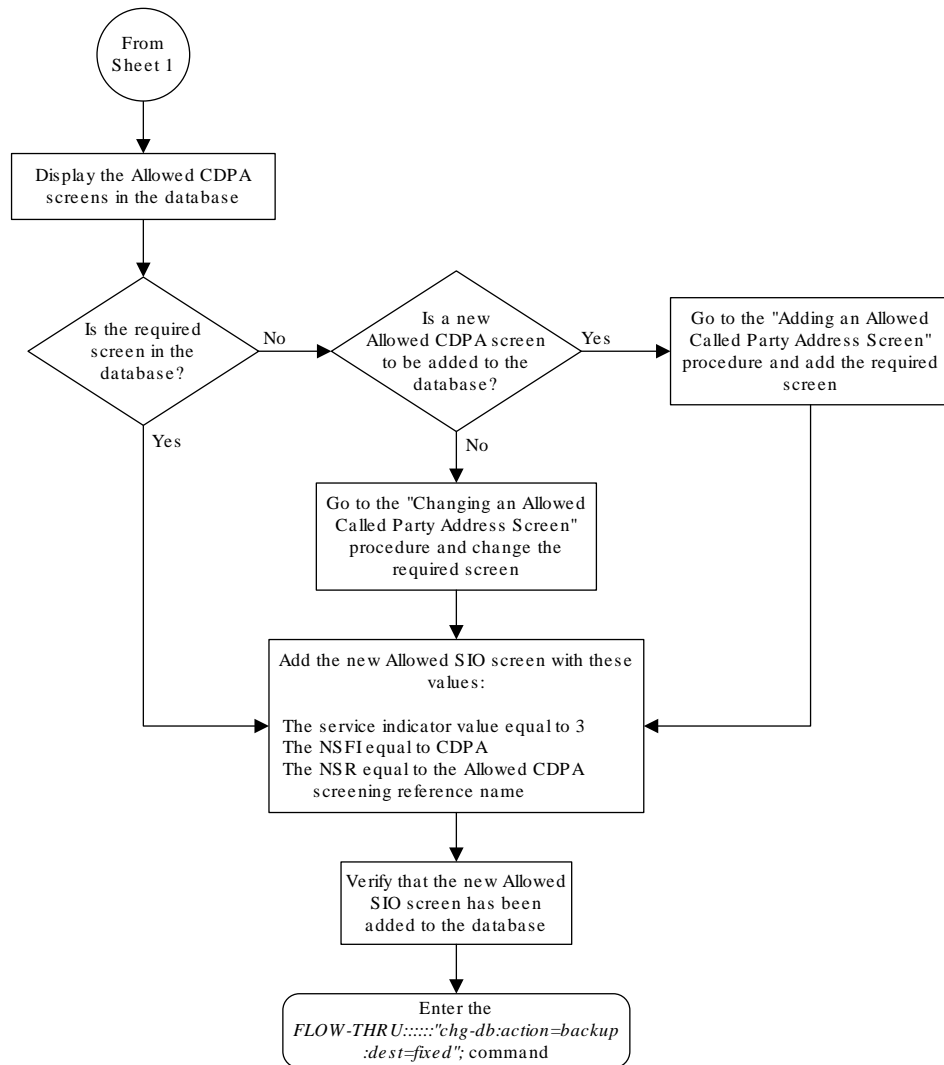 From
Sheet 1
Display the Allowed CDPA
screens in the database
Is the required
screen in the
database?
No
Yes
Is a new
Allowed CDPA screen
to be added to the
database?
Yes
No
Go to the "Adding an Allowed
Called Party Address Screen"
procedure and add the required
screen
Go to the "Changing an Allowed
Called Party Address Screen"
procedure and change the
required screen
Add the new Allowed SIO screen with these
values:
The service indicator value equal to 3
The NSFI equal to CDPA
The NSR equal to the Allowed CDPA
screening reference name
Verify that the new Allowed
SIO screen has been
added to the database
Enter the
FLOW-THRU::::::"chg-db:action=backup
:dest=fixed"; command